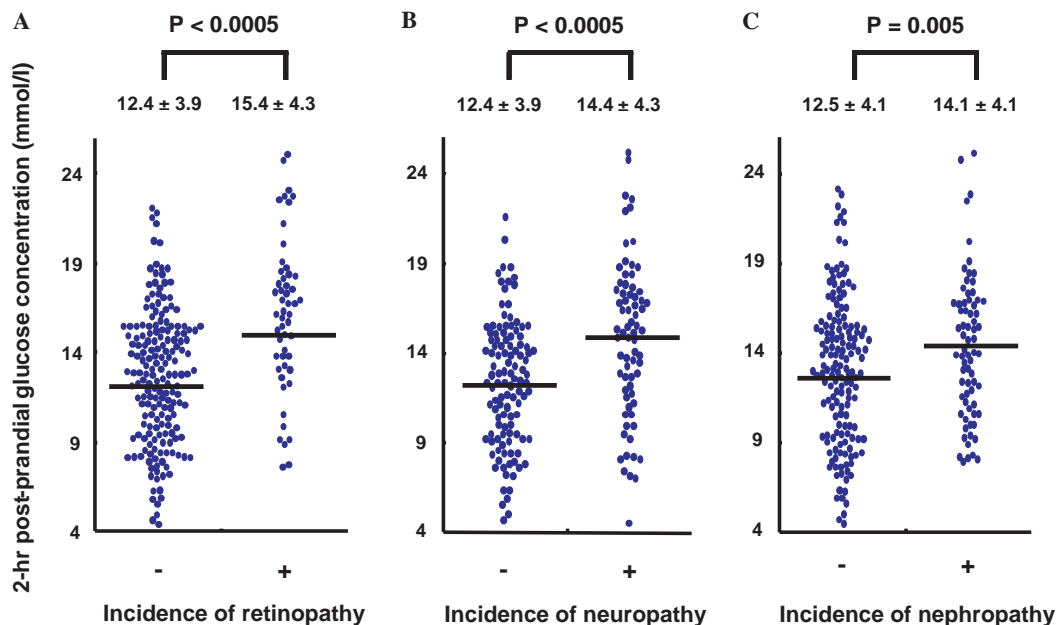 A
P < 0.0005
B
P < 0.0005
C
P = 0.005
12.4 ± 3.9 15.4 ± 4.3
12.4 ± 3.9 14.4 ± 4.3
12.5 ± 4.1 14.1 ± 4.1
2-hr post-prandial glucose concentration (mmol/l)
24
19
14
9
4
- +
Incidence of retinopathy
24
19
14
9
4
- +
Incidence of neuropathy
24
19
14
9
4
- +
Incidence of nephropathy